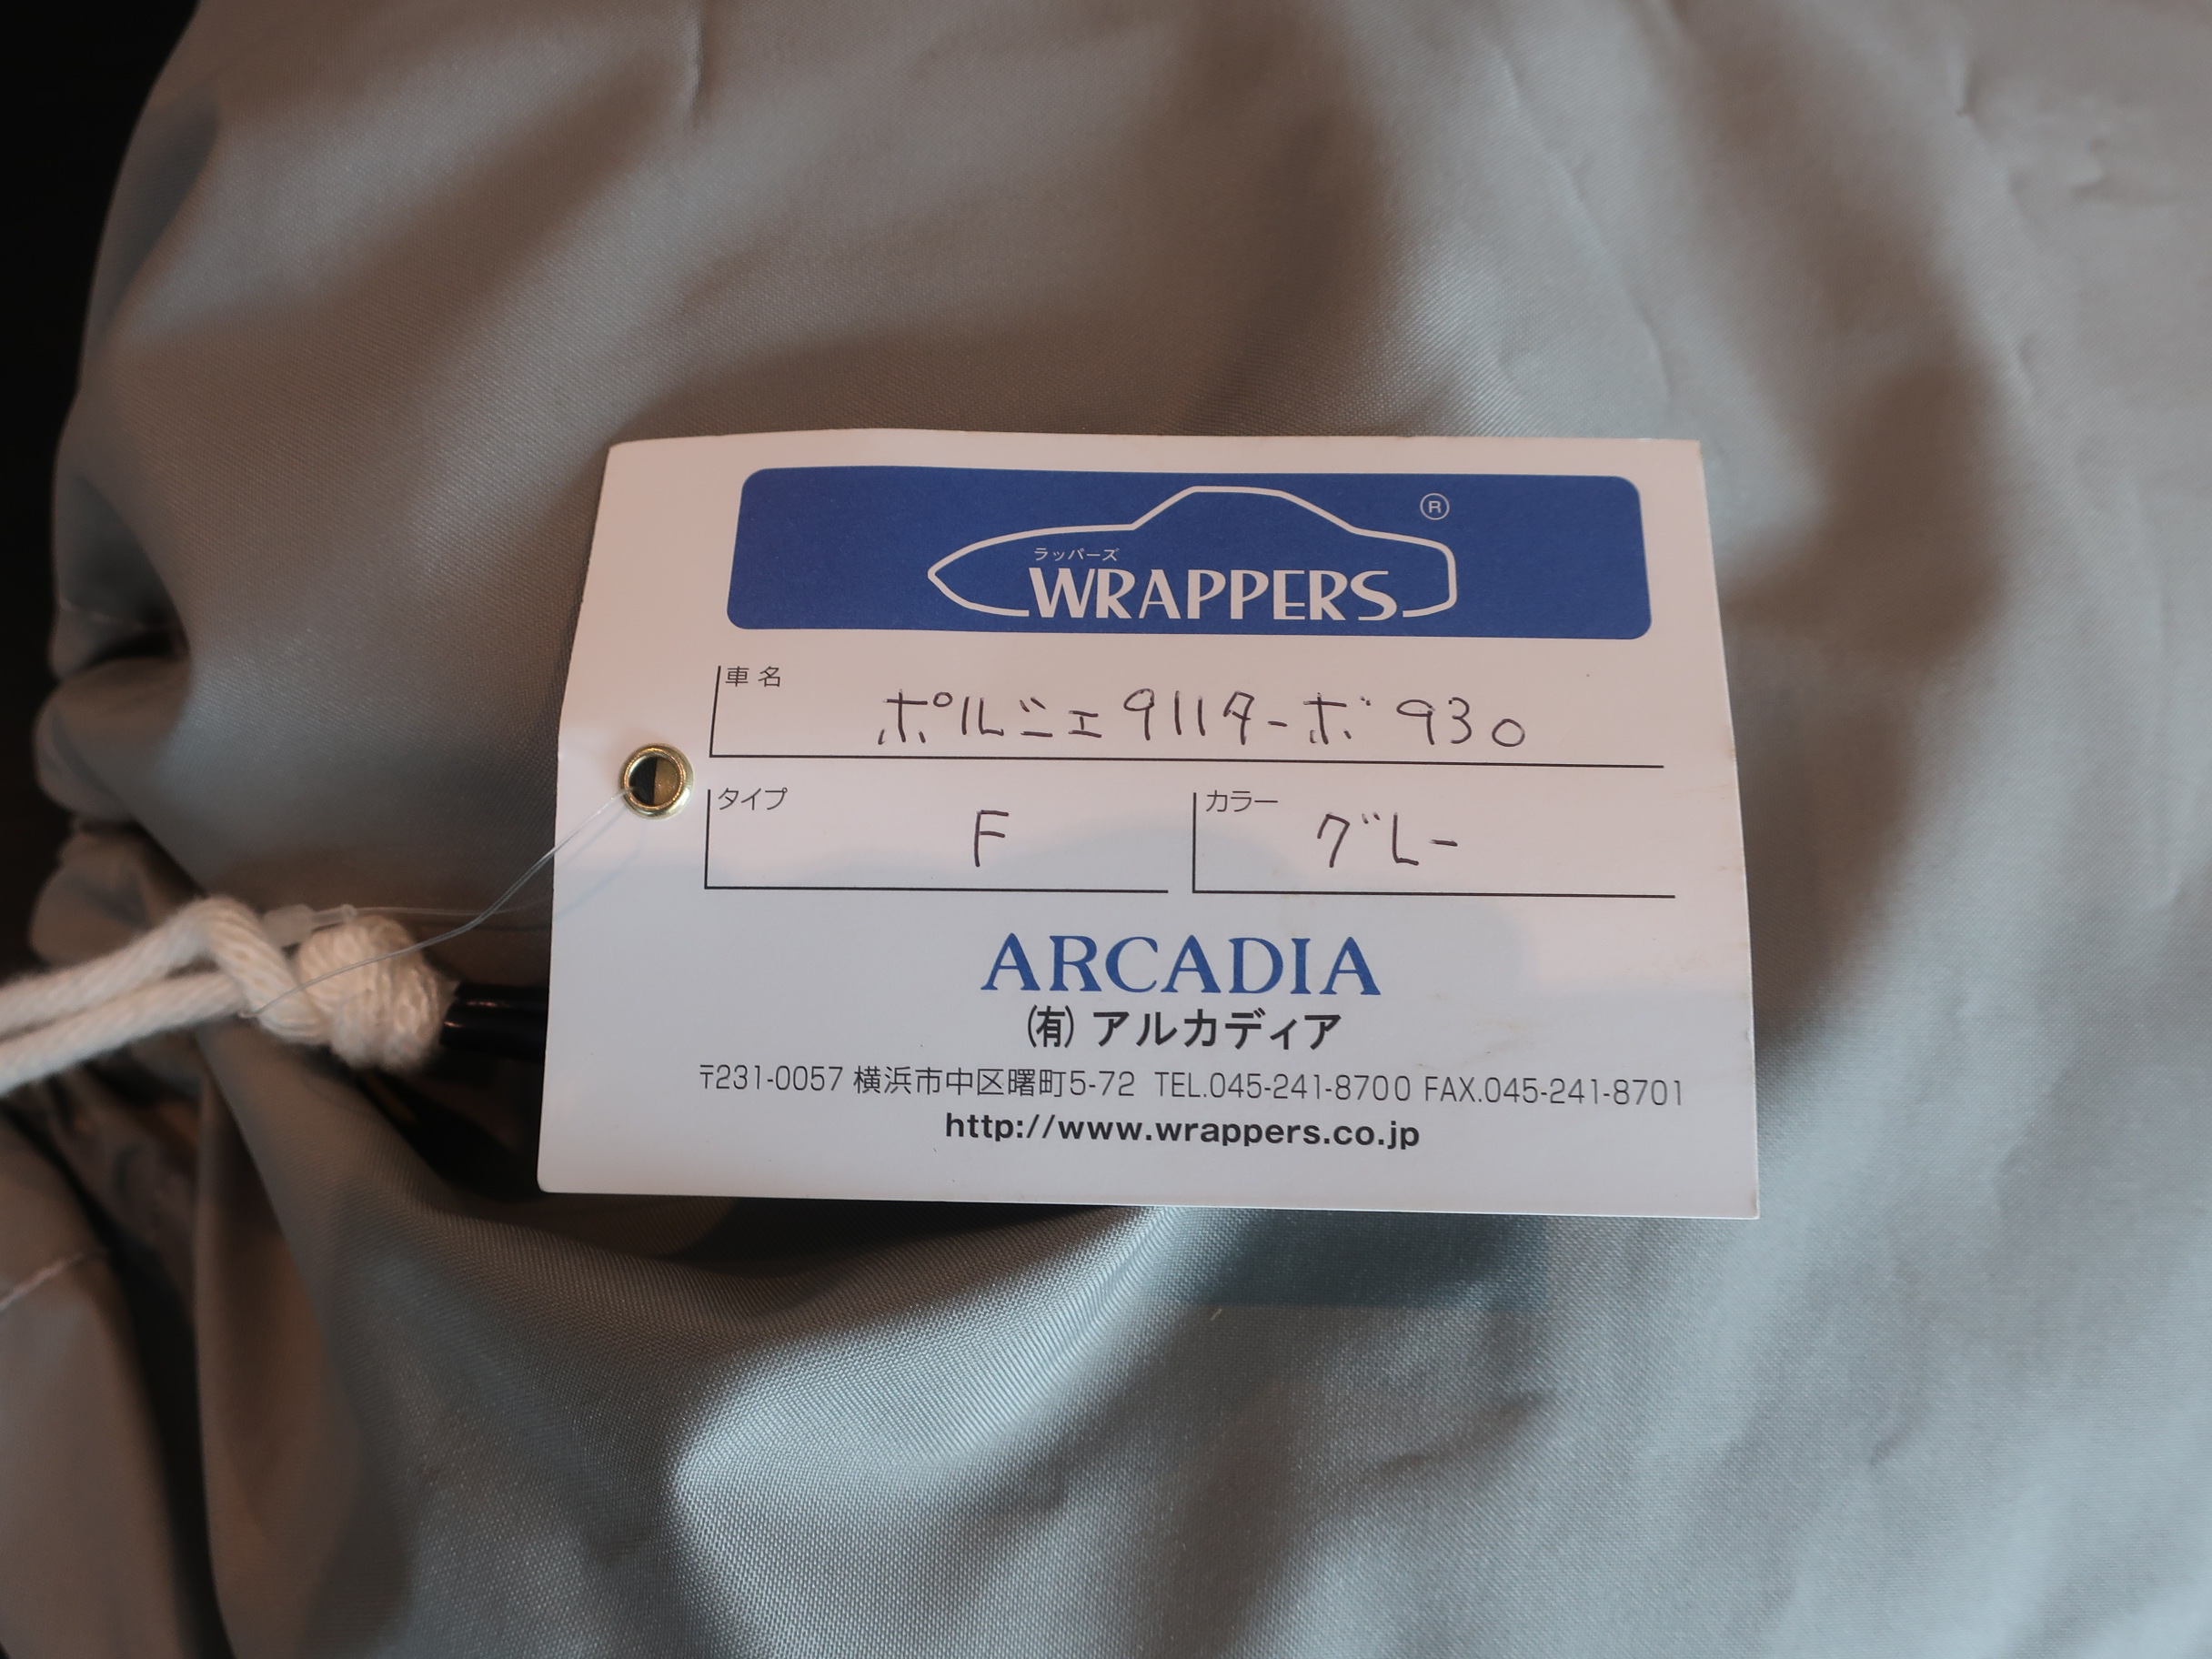 ®
ラッパーズ
WRAPPERS
車名
ポルシェ911ターボ 930
タイプ
F
カラー
グレー
ARCADIA
(有) アルカディア
〒231-0057 横浜市中区曙町5-72 TEL.045-241-8700 FAX.045-241-8701
http://www.wrappers.co.jp